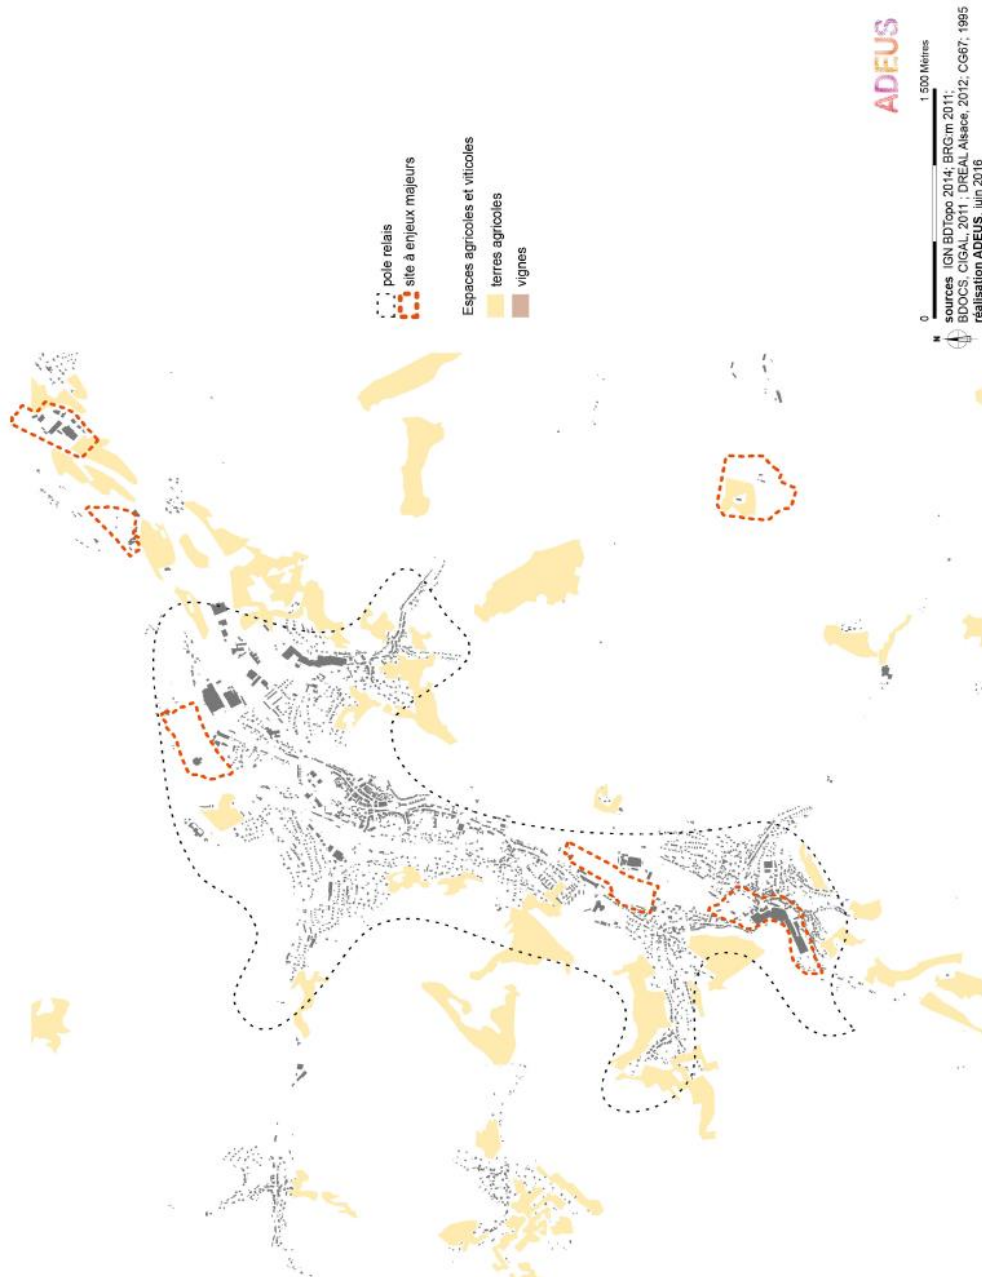 pole relais
site à enjeux majeurs
Espaces agricoles et viticoles
terres agricoles
vignes
ADEUS
0 1 500 Mètres
N
sources IGN BDTopo 2014; BRGm 2011;
BDOCS, CIGAL, 2011 ; DREAL Alsace, 2012; CG67; 1995
réalisation ADEUS, juin 2016